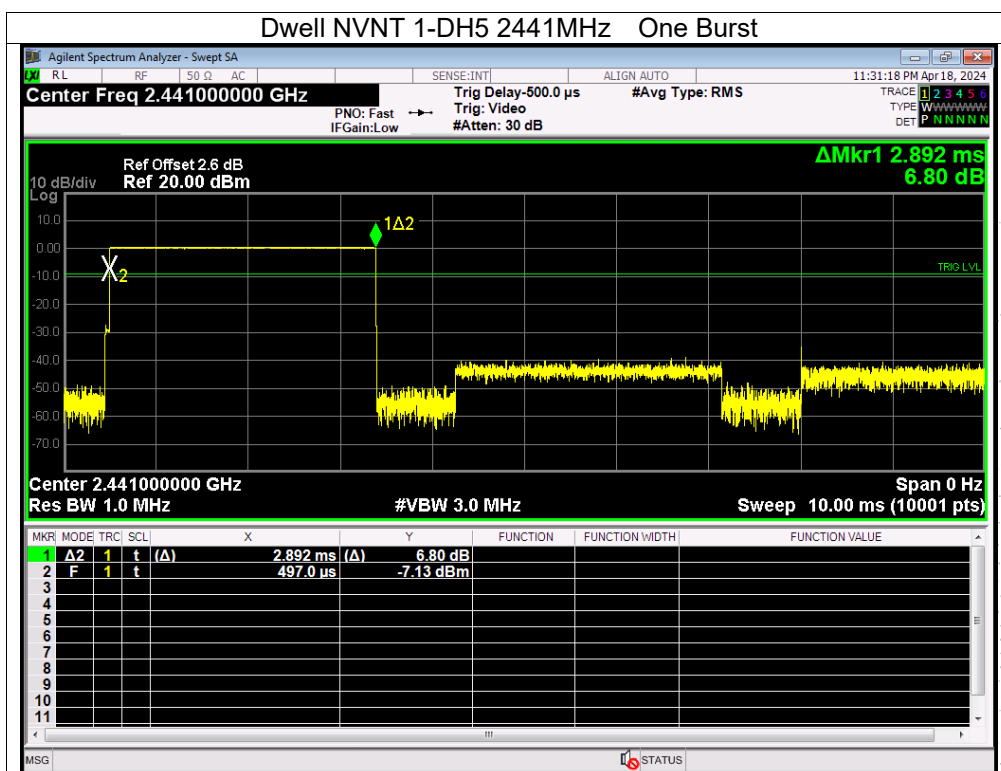 Dwell NVNT 1-DH5 2441MHz One Burst
Agilent Spectrum Analyzer - Swept SA
LXI RL RF 50 Ω AC SENSE:INT ALIGN AUTO 11:31:18 PM Apr 18, 2024
Center Freq 2.441000000 GHz Trig Delay-500.0 µs #Avg Type: RMS TRACE 1 2 3 4 5 6
PNO: Fast Trig: Video TYPE WWWWWW
IFGain:Low #Atten: 30 dB DET P N N N N N
ΔMkr1 2.892 ms
6.80 dB
Ref Offset 2.6 dB
10 dB/div Ref 20.00 dBm
Log
10.0
1Δ2
0.00
TRIG LVL
-10.0
2
-20.0
-30.0
-40.0
-50.0
-60.0
-70.0
Center 2.441000000 GHz Span 0 Hz
Res BW 1.0 MHz #VBW 3.0 MHz Sweep 10.00 ms (10001 pts)
MKR MODE TRC SCL X Y FUNCTION FUNCTION WIDTH FUNCTION VALUE
1 Δ2 1 t (Δ) 2.892 ms (Δ) 6.80 dB
2 F 1 t 497.0 µs -7.13 dBm
3
4
5
6
7
8
9
10
11
MSG STATUS